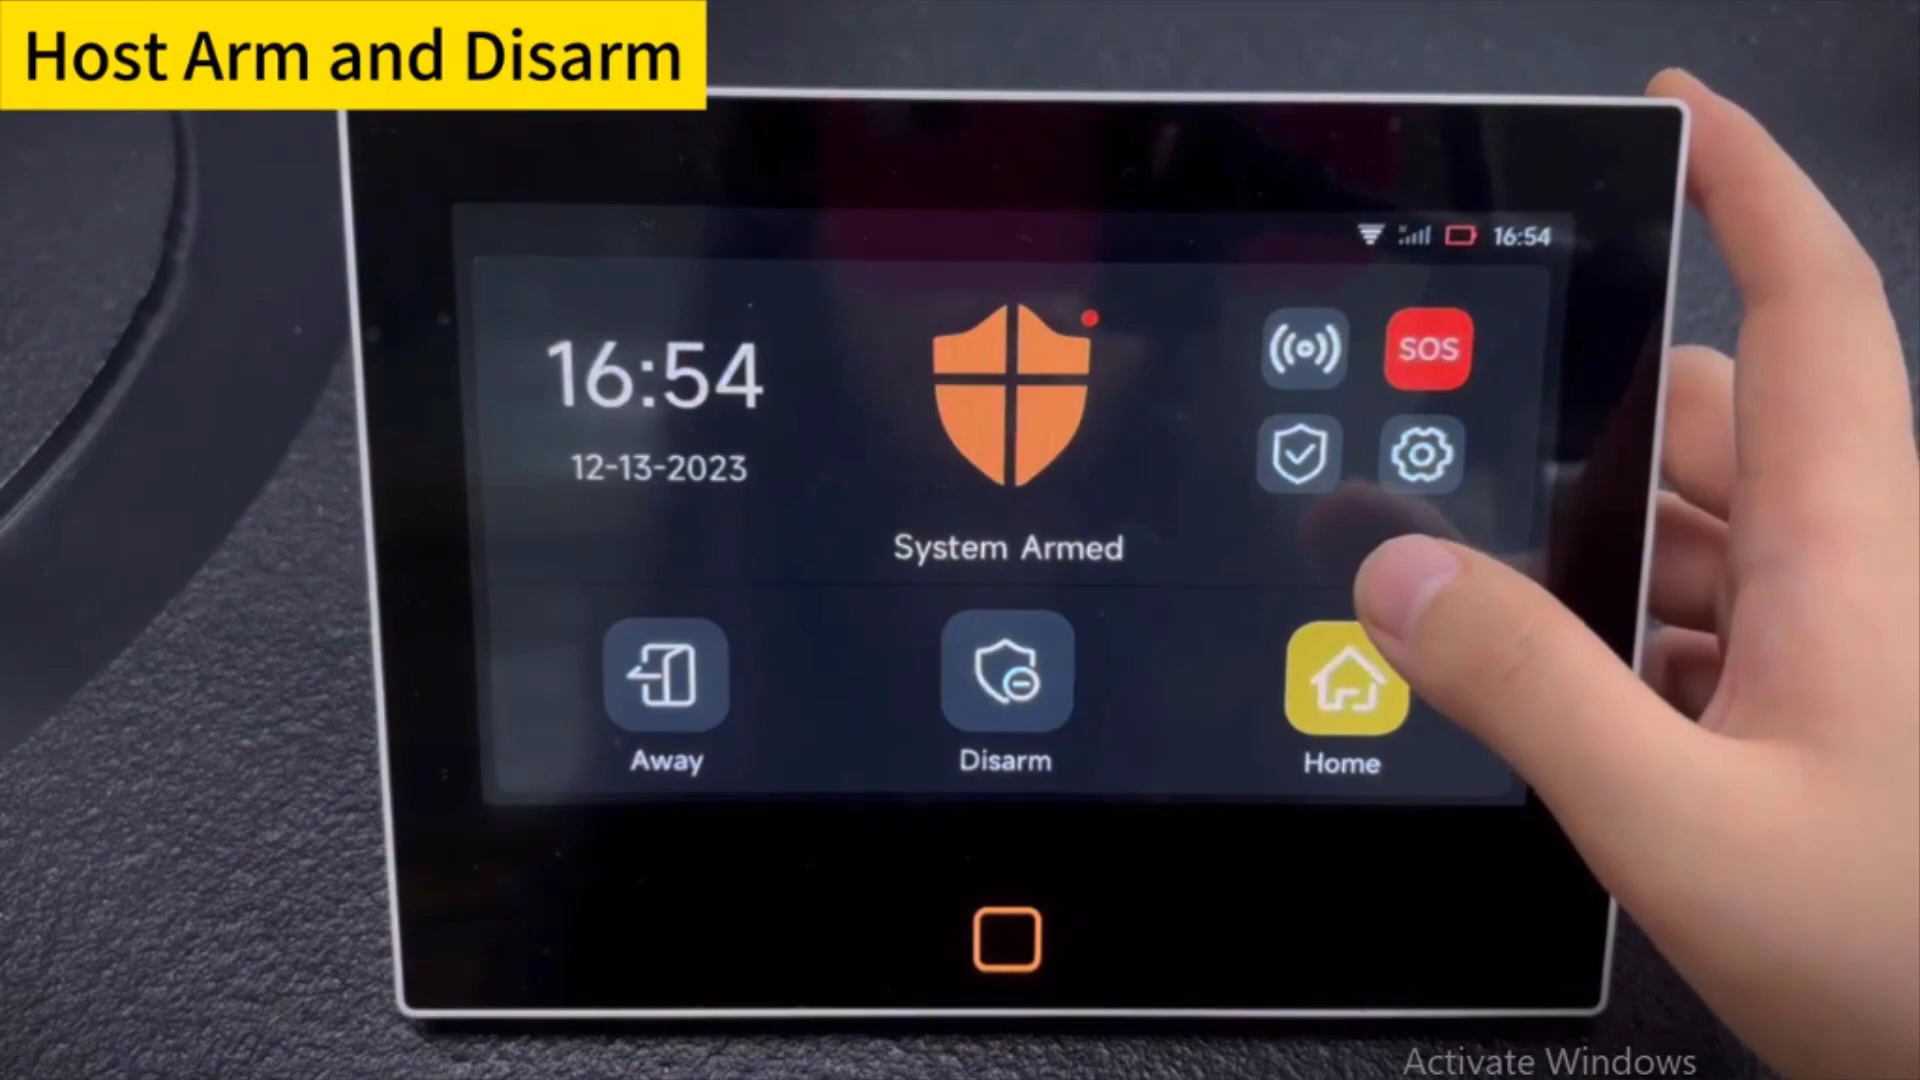 Host Arm and Disarm
16:54
16:54
SOS
12-13-2023
System Armed
Away
Disarm
Home
Activate Windows